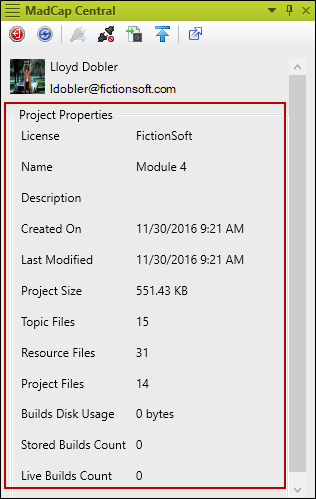 MadCap Central
Lloyd Dobler
ldobler@fictionsoft.com
Project Properties
License FictionSoft
Name Module 4
Description
Created On 11/30/2016 9:21 AM
Last Modified 11/30/2016 9:21 AM
Project Size 551.43 KB
Topic Files 15
Resource Files 31
Project Files 14
Builds Disk Usage 0 bytes
Stored Builds Count 0
Live Builds Count 0